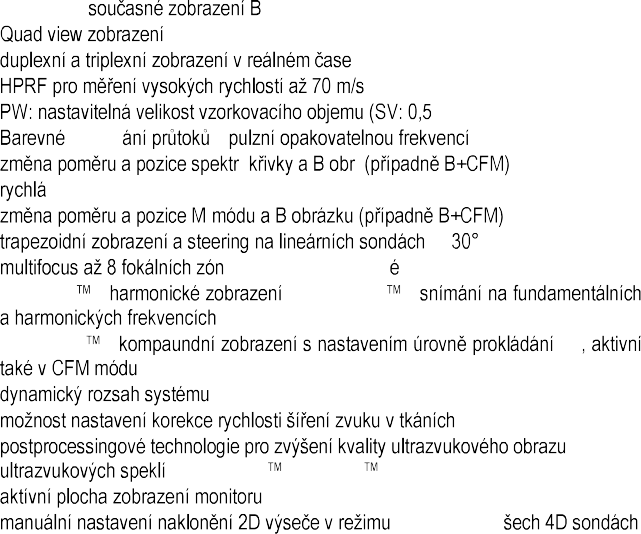 současné zobrazení B
Quad view zobrazení
duplexní a triplexní zobrazení v reálném čase
HPRF pro měření vysokých rychlostí až 70 m/s
PW: nastavitelná velikost vzorkovacího objemu (SV: 0,5
Barevné ání průtoků pulzní opakovatelnou frekvencí
změna poměru a pozice spektr křivky a B obr (případně B+CFM)
rychlá
změna poměru a pozice M módu a B obrázku (případně B+CFM)
trapezoidní zobrazení a steering na lineárních sondách 30°
multifocus až 8 fokálních zón é
™ harmonické zobrazení ™ snímání na fundamentálních
a harmonických frekvencích
™ kompaundní zobrazení s nastavením úrovně prokládání , aktivní
také v CFM módu
dynamický rozsah systému
možnost nastavení korekce rychlosti šíření zvuku v tkáních
postprocessingové technologie pro zvýšení kvality ultrazvukového obrazu
ultrazvukových speklí ™ ™
aktívní plocha zobrazení monitoru
manuální nastavení naklonění 2D výseče v režimu šech 4D sondách